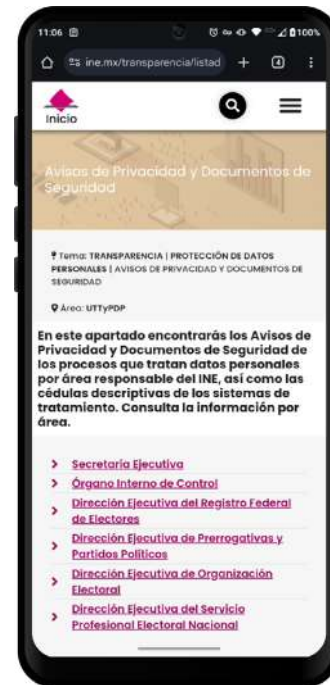 11:06
100%
ine.mx/transparencia/listad
4
Inicio
Avisos de Privacidad y Documentos de
Seguridad
Tema: TRANSPARENCIA | PROTECCIÓN DE DATOS
PERSONALES | AVISOS DE PRIVACIDAD Y DOCUMENTOS DE
SEGURIDAD
Área: UTTyPDP
En este apartado encontrarás los Avisos de
Privacidad y Documentos de Seguridad de
los procesos que tratan datos personales
por área responsable del INE, así como las
cédulas descriptivas de los sistemas de
tratamiento. Consulta la información por
área.
Secretaría Ejecutiva
Órgano Interno de Control
Dirección Ejecutiva del Registro Federal
de Electores
Dirección Ejecutiva de Prerrogativas y
Partidos Políticos
Dirección Ejecutiva de Organización
Electoral
Dirección Ejecutiva del Servicio
Profesional Electoral Nacional